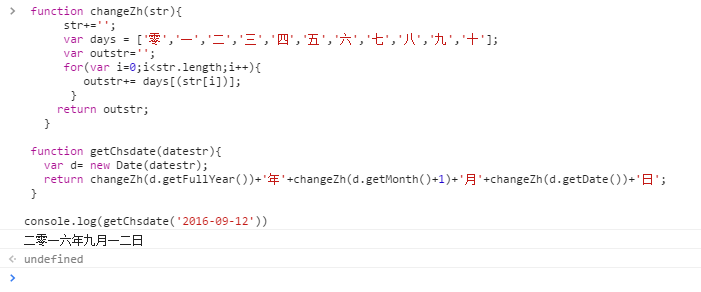 function changeZh(str){
str+='';
var days = ['零','一','二','三','四','五','六','七','八','九','十'];
var outstr='';
for(var i=0;i<str.length;i++){
outstr+= days[(str[i])];
}
return outstr;
}
function getChsdate(datestr){
var d= new Date(datestr);
return changeZh(d.getFullYear())+'年'+changeZh(d.getMonth()+1)+'月'+changeZh(d.getDate())+'日';
}
console.log(getChsdate('2016-09-12'))
二零一六年九月一二日
undefined